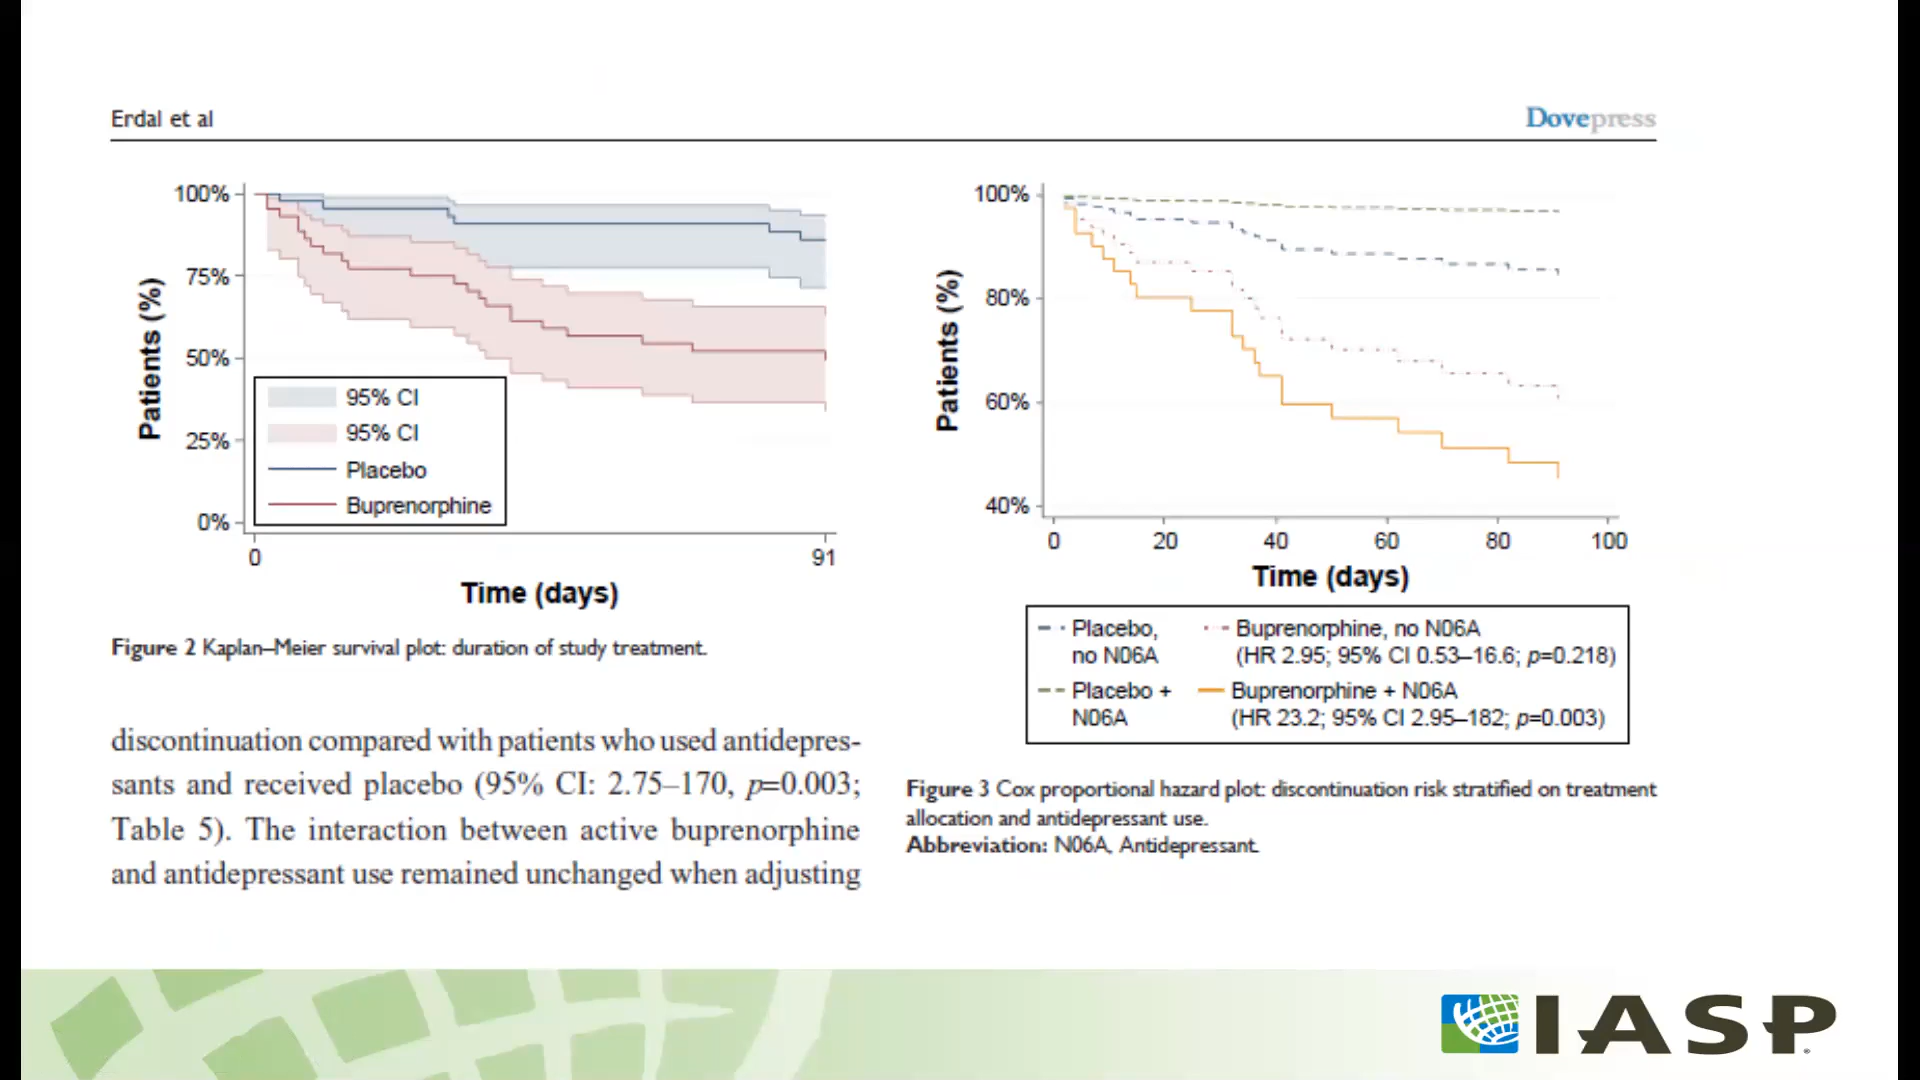 Erdal et al
Dovepress
100%
75%
50%
25%
0%
Patients (%)
95% CI
95% CI
Placebo
Buprenorphine
0
91
Time (days)
Figure 2 Kaplan–Meier survival plot: duration of study treatment.
discontinuation compared with patients who used antidepres-
sants and received placebo (95% CI: 2.75–170, p=0.003;
Table 5). The interaction between active buprenorphine
and antidepressant use remained unchanged when adjusting
100%
80%
60%
40%
Patients (%)
0 20 40 60 80 100
Time (days)
Placebo,
no N06A
Buprenorphine, no N06A
(HR 2.95; 95% CI 0.53–16.6; p=0.218)
Placebo +
N06A
Buprenorphine + N06A
(HR 23.2; 95% CI 2.95–182; p=0.003)
Figure 3 Cox proportional hazard plot: discontinuation risk stratified on treatment
allocation and antidepressant use.
Abbreviation: N06A, Antidepressant.
IASP